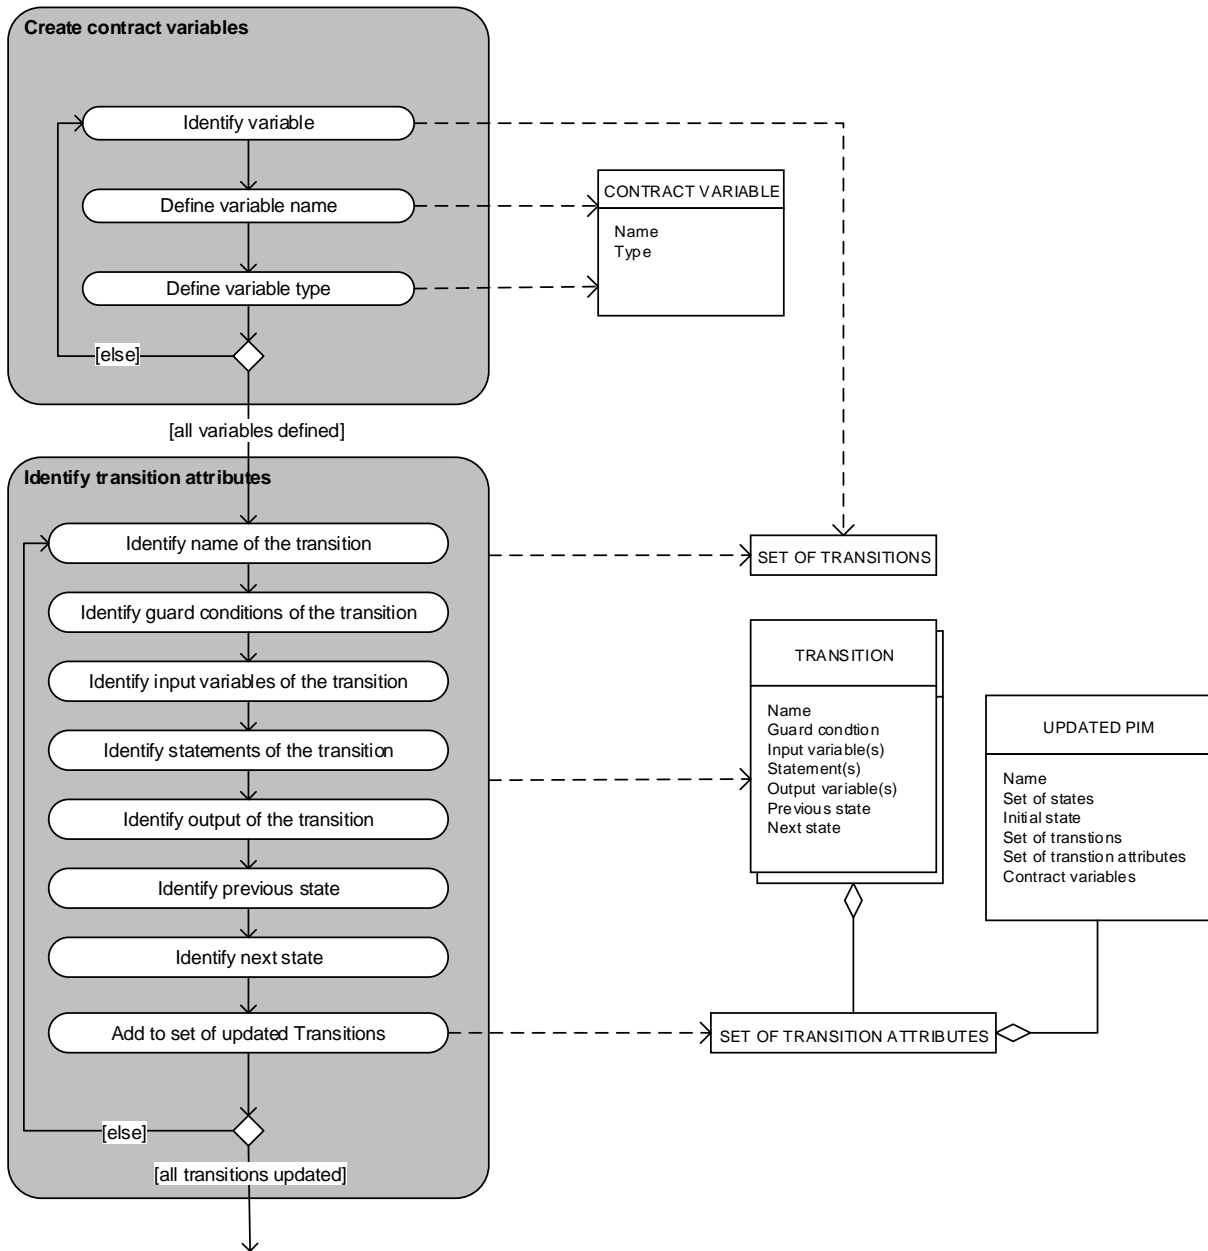 Create contract variables
Identify variable
Define variable name
Define variable type
[else]
[all variables defined]
CONTRACT VARIABLE
Name
Type
Identify transition attributes
Identify name of the transition
Identify guard conditions of the transition
Identify input variables of the transition
Identify statements of the transition
Identify output of the transition
Identify previous state
Identify next state
Add to set of updated Transitions
[else]
[all transitions updated]
SET OF TRANSITIONS
TRANSITION
Name
Guard condtion
Input variable(s)
Statement(s)
Output variable(s)
Previous state
Next state
UPDATED PIM
Name
Set of states
Initial state
Set of transtions
Set of transtion attributes
Contract variables
SET OF TRANSITION ATTRIBUTES